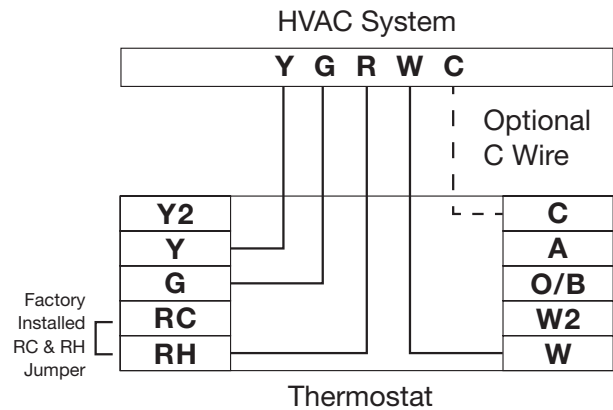 HVAC System
Y G R W C
Optional
C Wire
Y2
Y
G
RC
RH
Factory
Installed
RC & RH
Jumper
C
A
O/B
W2
W
Thermostat